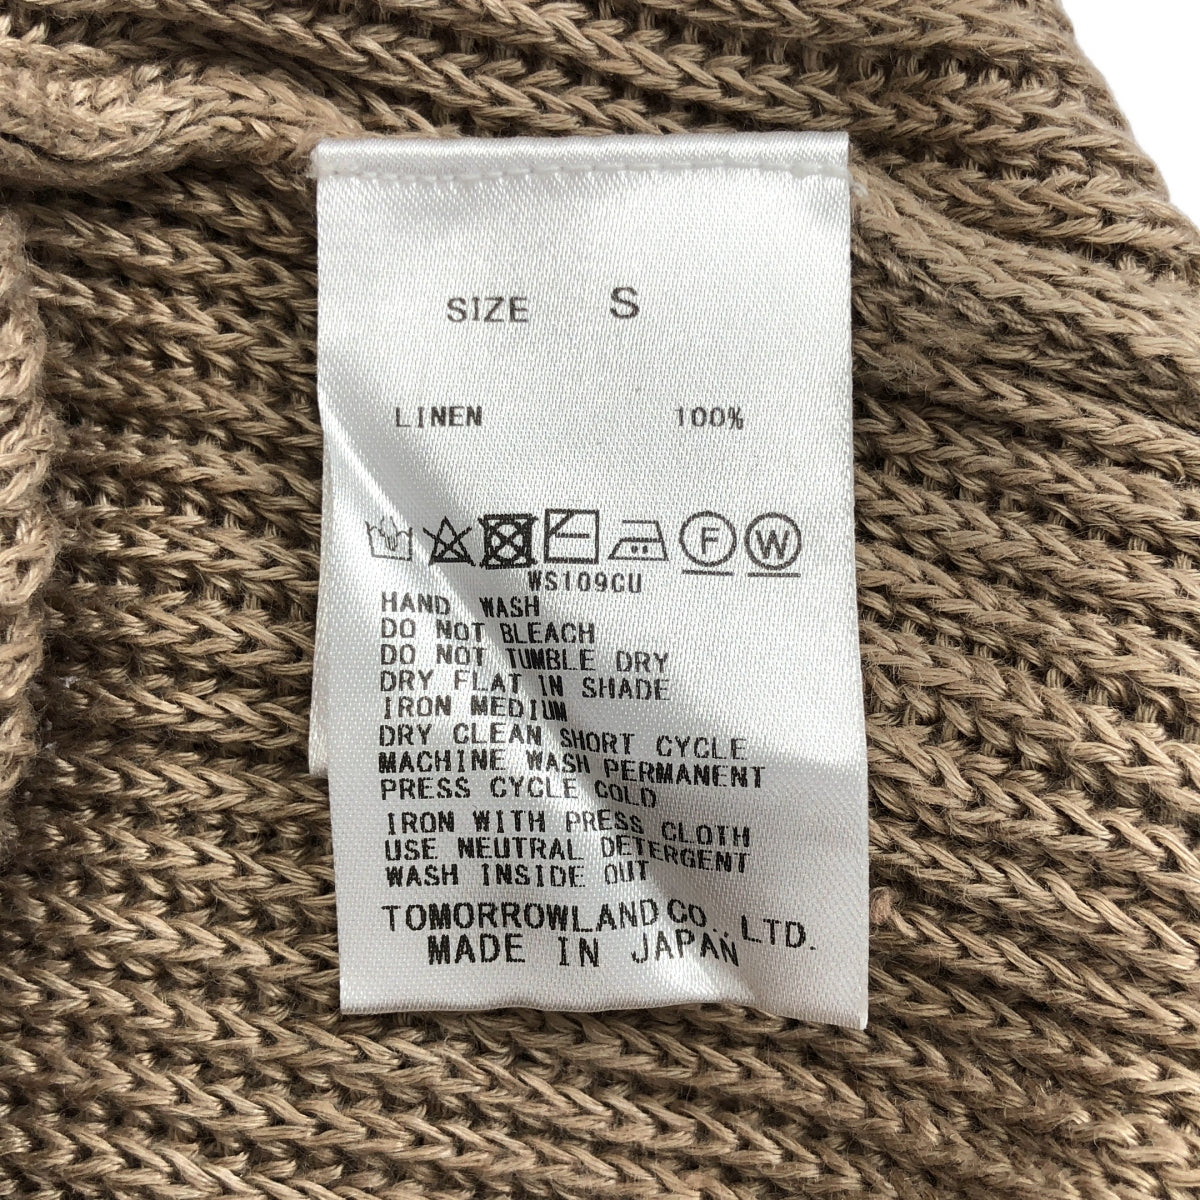 SIZE S
LINEN 100%
F W
WS109CU
HAND WASH
DO NOT BLEACH
DO NOT TUMBLE DRY
DRY FLAT IN SHADE
IRON MEDIUM
DRY CLEAN SHORT CYCLE
MACHINE WASH PERMANENT
PRESS CYCLE COLD
IRON WITH PRESS CLOTH
USE NEUTRAL DETERGENT
WASH INSIDE OUT
TOMORROWLAND CO., LTD.
MADE IN JAPAN